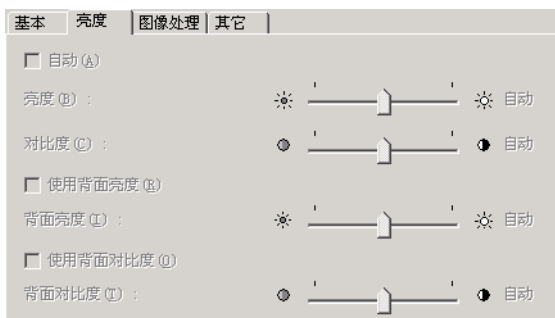 基本 亮度 图像处理 其它
自动(A)
亮度(B) : 自动
对比度(C) : 自动
使用背面亮度(R)
背面亮度(I) : 自动
使用背面对比度(O)
背面对比度(T) : 自动